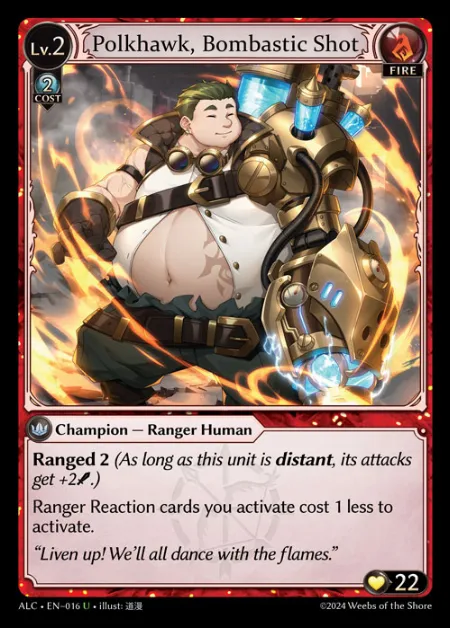 Lv.2
Polkhawk, Bombastic Shot
FIRE
2
COST
Champion — Ranger Human
Ranged 2 (As long as this unit is distant, its attacks
get +2.)
Ranger Reaction cards you activate cost 1 less to
activate.
“Liven up! We’ll all dance with the flames.”
22
ALC • EN–016 U • illust: 道漫
©2024 Weebs of the Shore